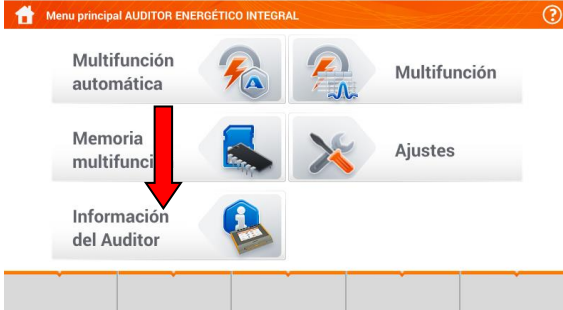 Menu principal AUDITOR ENERGÉTICO INTEGRAL
?
Multifunción
automática
A
Multifunción
Memoria
multifunci
Ajustes
Información
del Auditor